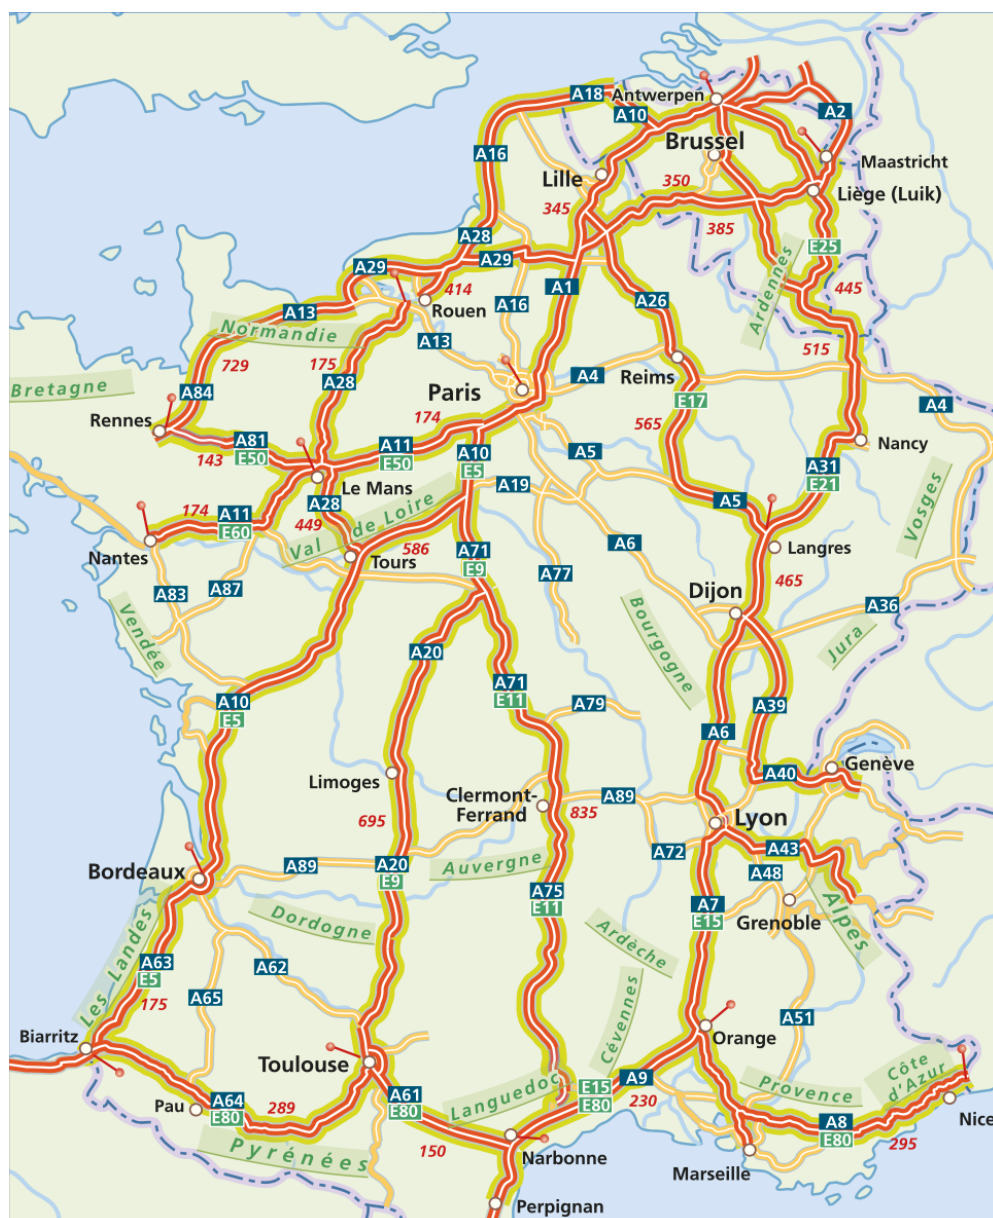 A18
Antwerpen
A10
A2
Brussel
A16
Maastricht
Lille
350
Liège (Luik)
345
385
A28
E25
A29
A29
Ardennes
445
414
A1
A26
A16
Rouen
A13
Normandie
A13
515
729
175
Reims
A28
Paris
A4
Bretagne
A84
E17
A4
Rennes
174
565
A81
E50
A11
E50
A10
E5
A5
Nancy
143
A31
E21
Le Mans
A19
A28
A5
Vosges
174
A11
E60
449
Val de Loire
Nantes
586
A71
E9
A6
Langres
Tours
A77
465
A83
A87
Dijon
A36
Vendée
Bourgogne
Jura
A20
A71
E11
A10
E5
A79
A39
A6
Genève
Limoges
A40
Clermont-
Ferrand
A89
835
Lyon
695
A72
A43
Bordeaux
A89
A20
E9
Auvergne
A48
A75
E11
A7
E15
Grenoble
Alpes
Dordogne
Les Landes
Ardèche
A63
E5
A62
175
A65
A51
Cévennes
Biarritz
Orange
Toulouse
Côte
d'Azur
A9
E15
E80
Provence
A64
E80
A61
E80
Languedoc
230
Pau
289
A8
E80
Nice
150
295
Pyrénées
Narbonne
Marseille
Perpignan